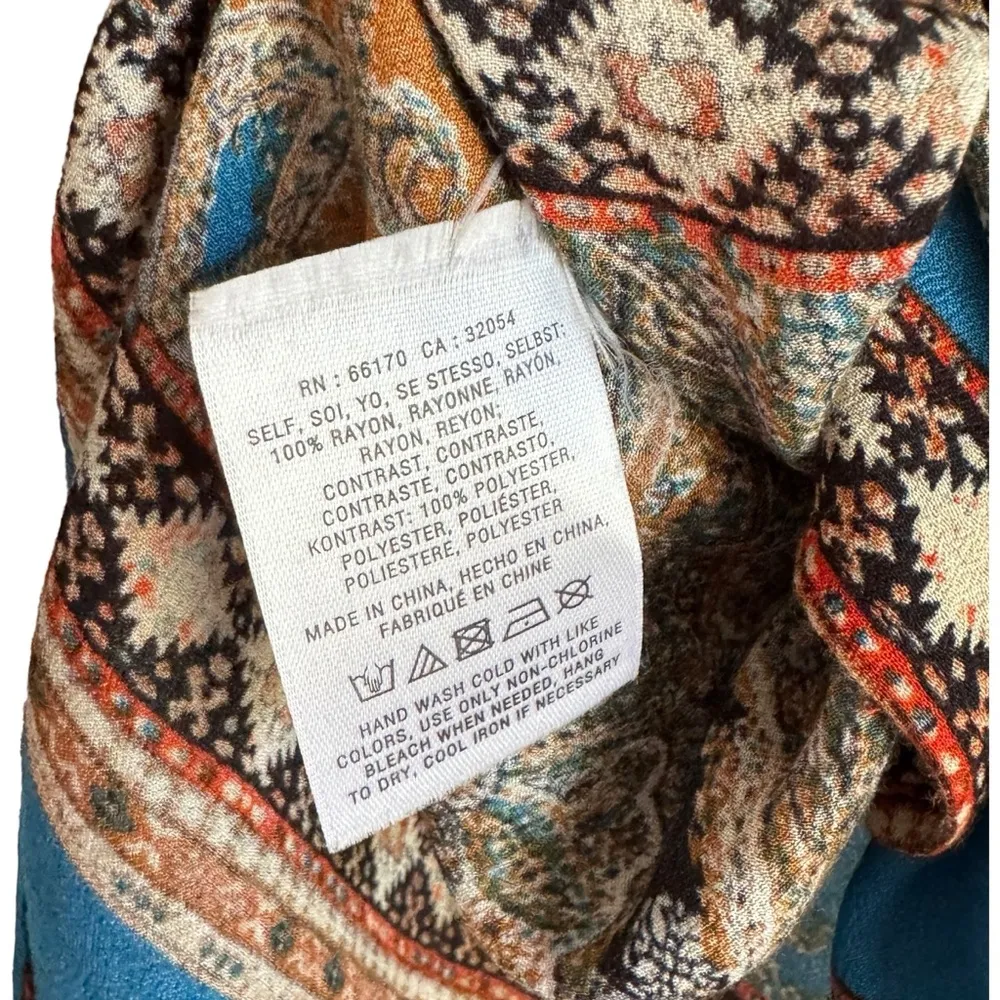 RN : 66170 CA : 32054
SELF, SOI, YO, SE STESSO, SELBST:
100% RAYON, RAYONNE, RAYÓN,
RAYON, REYON;
CONTRAST, CONTRASTE,
KONTRASTE, CONTRASTO,
KONTRAST: 100% POLYESTER,
POLYESTER, POLIÉSTER,
POLIESTERE, POLYESTER
MADE IN CHINA, HECHO EN CHINA,
FABRIQUÉ EN CHINE
HAND WASH COLD WITH LIKE
COLORS, USE ONLY NON-CHLORINE
BLEACH WHEN NEEDED, HANG
TO DRY, COOL IRON IF NECESSARY